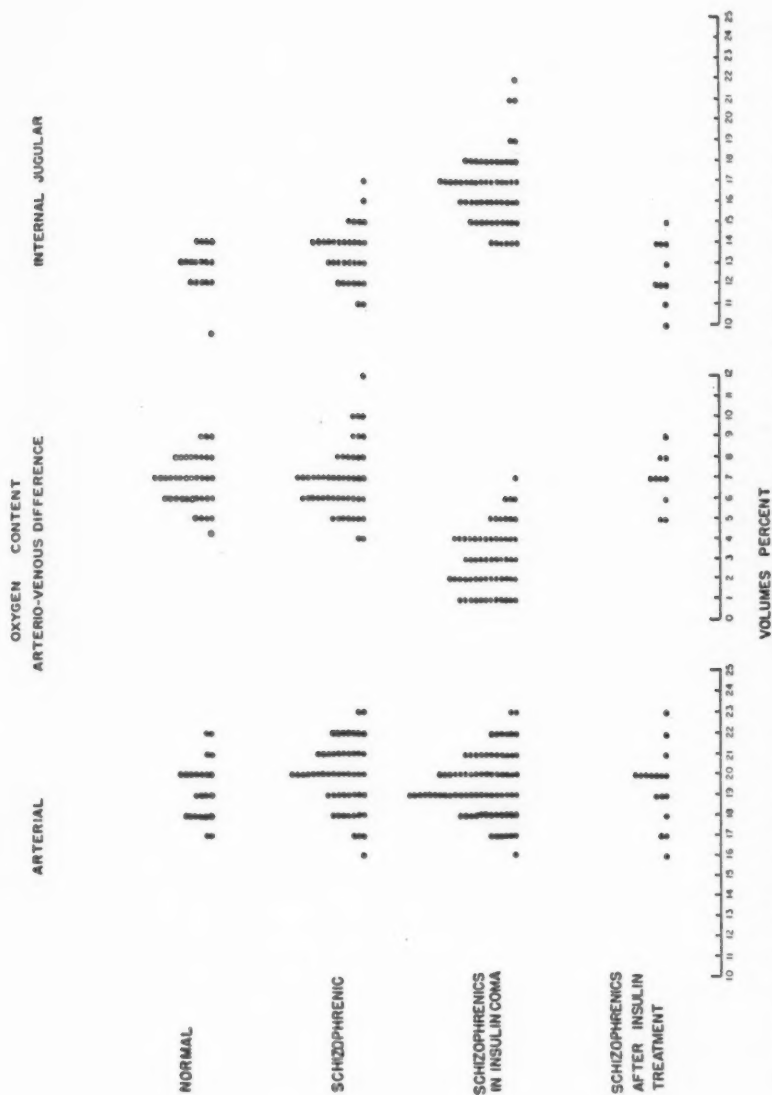 OXYGEN CONTENT
ARTERIAL
ARTERIO-VENOUS DIFFERENCE
INTERNAL JUGULAR
NORMAL
SCHIZOPHRENIC
SCHIZOPHRENICS
IN INSULIN COMA
SCHIZOPHRENICS
AFTER INSULIN
TREATMENT
10 11 12 13 14 15 16 17 18 19 20 21 22 23 24 25
0 1 2 3 4 5 6 7 8 9 10 11 12
10 11 12 13 14 15 16 17 18 19 20 21 22 23 24 25
VOLUMES PERCENT